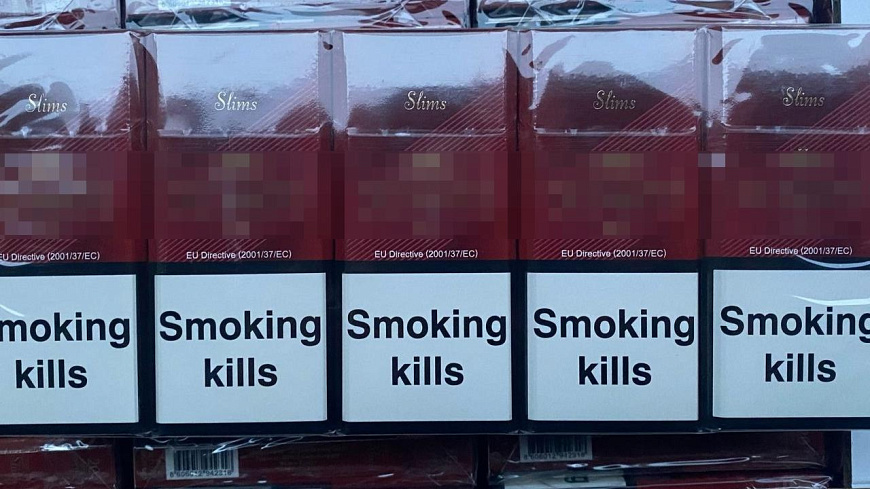 Slims
Slims
Slims
Slims
Slims
EU Directive (2001/37/EC)
EU Directive (2001/37/EC)
EU Directive (2001/37/EC)
EU Directive (2001/37/EC)
EU Directive (2001/37/EC)
moking
kills
Smoking
kills
Smoking
kills
Smoking
kills
Smoking
kills